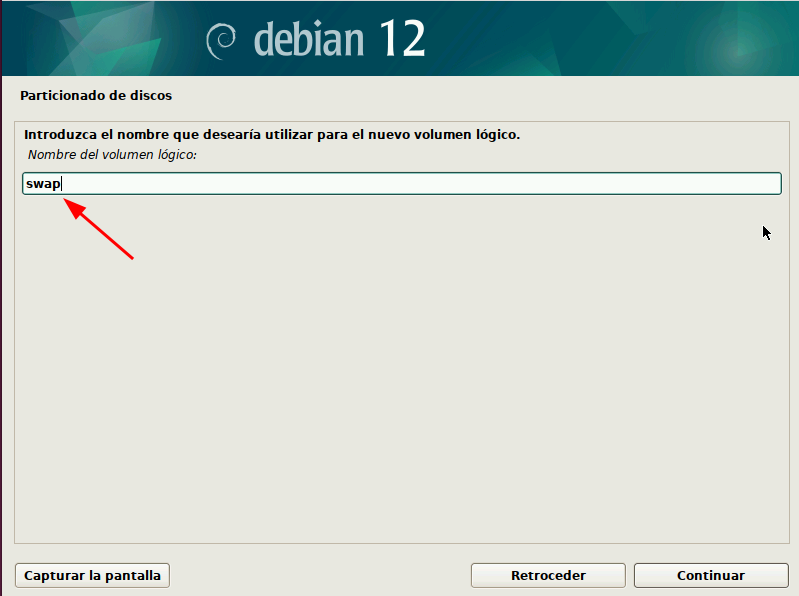 debian 12
Particionado de discos
Introduzca el nombre que desearía utilizar para el nuevo volumen lógico.
Nombre del volumen lógico:
swap
Capturar la pantalla
Retroceder
Continuar